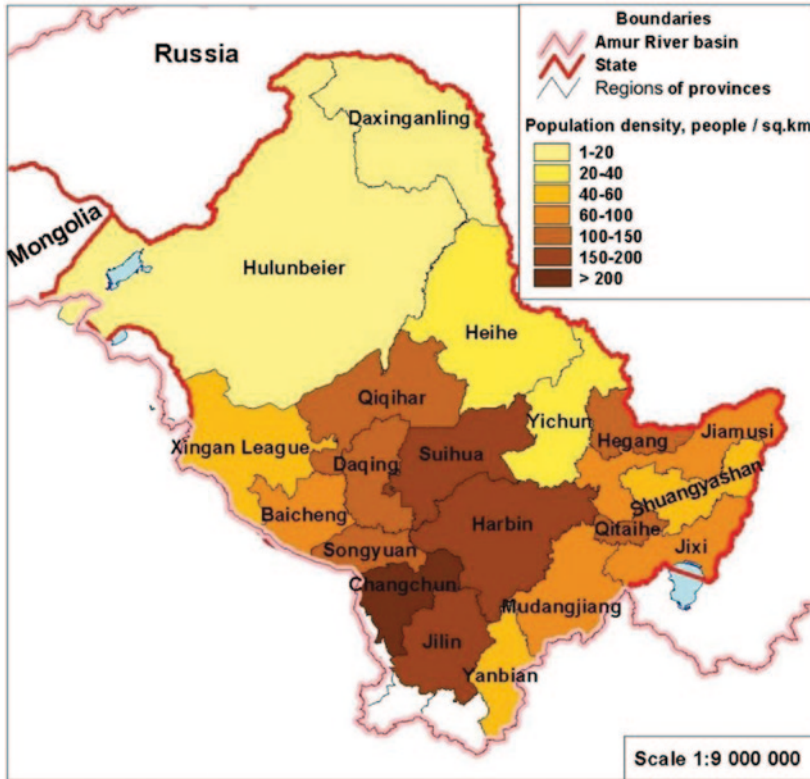 Boundaries
Amur River basin
State
Regions of provinces
Population density, people / sq.km
1-20
20-40
40-60
60-100
100-150
150-200
> 200
Russia
Daxinganling
Mongolia
Hulunbeier
Heihe
Qiqihar
Yichun
Hegang
Jiamusi
Xingan League
Daqing
Suihua
Shuangyashan
Baicheng
Harbin
Qitaihe
Songyuan
Jixi
Changchun
Mudangjiang
Jilin
Yanbian
Scale 1:9 000 000